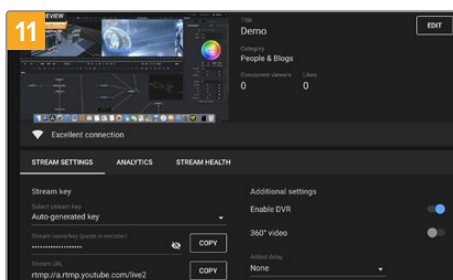 11
PREVIEW
Title
Demo
EDIT
Category
People & Blogs
Concurrent viewers Likes
0 0
Excellent connection
STREAM SETTINGS ANALYTICS STREAM HEALTH
Stream key
Additional settings
Select stream key
Auto-generated key
Enable DVR
Stream name/key (paste in encoder)
•••••••••••••••••••
COPY
360° video
Stream URL
rtmp://a.rtmp.youtube.com/live2
COPY
Added delay
None